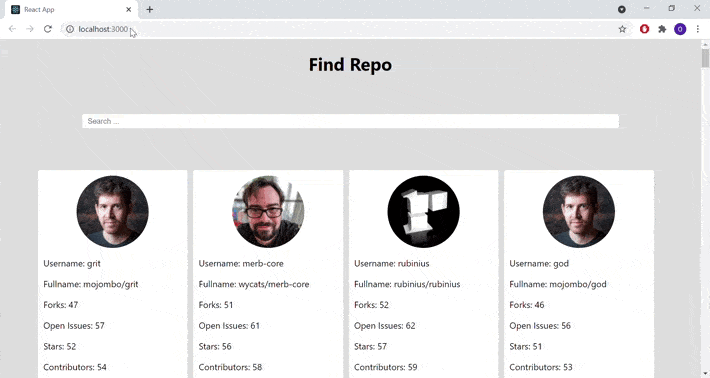 React App
localhost:3000
O
Find Repo
Search ...
Username: grit
Fullname: mojombo/grit
Forks: 47
Open Issues: 57
Stars: 52
Contributors: 54
Username: merb-core
Fullname: wycats/merb-core
Forks: 51
Open Issues: 61
Stars: 56
Contributors: 58
Username: rubinius
Fullname: rubinius/rubinius
Forks: 52
Open Issues: 62
Stars: 57
Contributors: 59
Username: god
Fullname: mojombo/god
Forks: 46
Open Issues: 56
Stars: 51
Contributors: 53